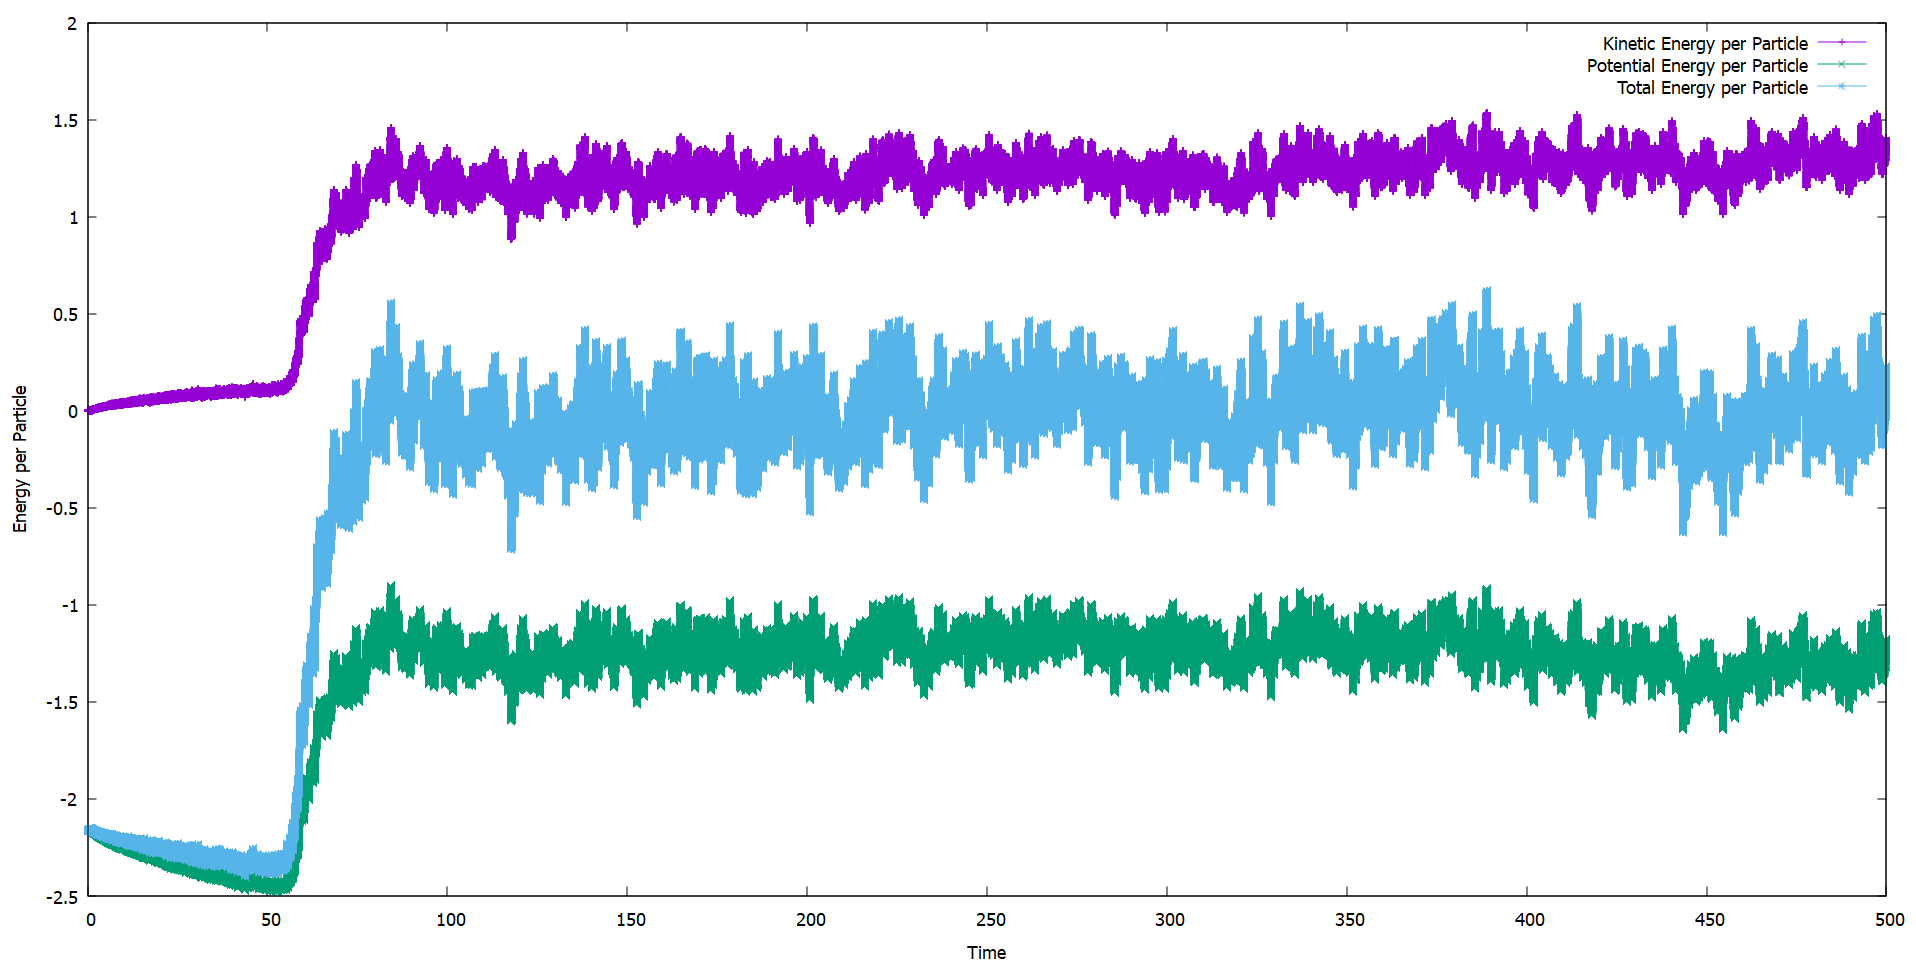 Kinetic Energy per Particle
Potential Energy per Particle
Total Energy per Particle
2
1.5
1
0.5
0
-0.5
-1
-1.5
-2
-2.5
Energy per Particle
0 50 100 150 200 250 300 350 400 450 500
Time